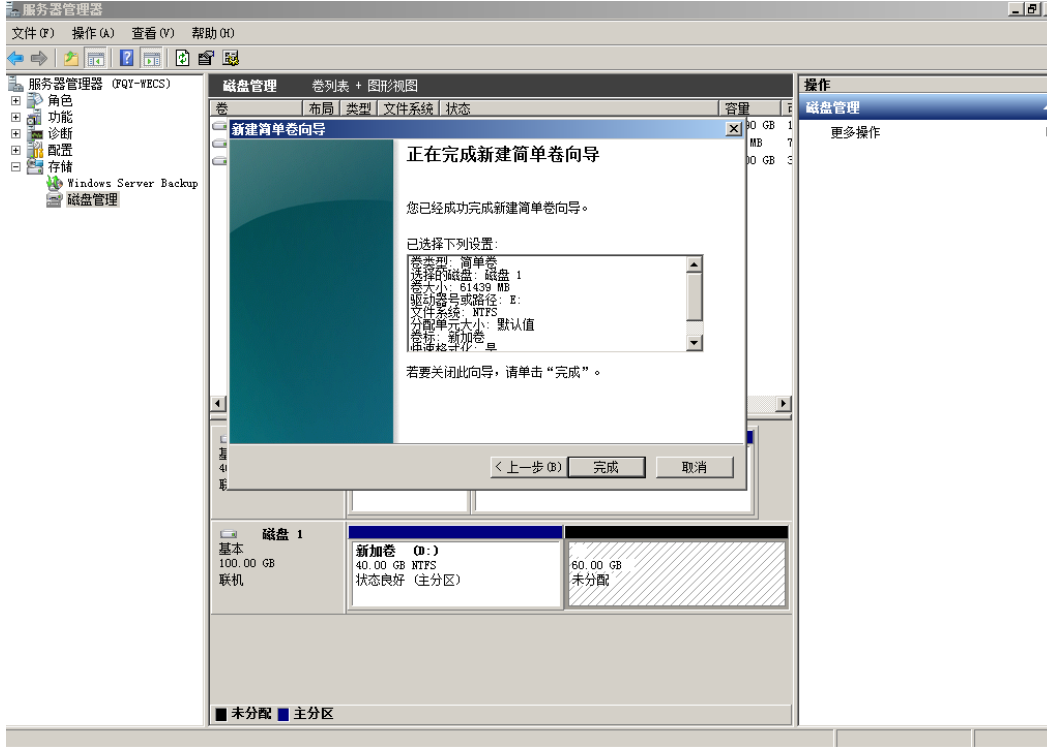 服务器管理器
文件(F) 操作(A) 查看(V) 帮助(H)
服务器管理器 (FQY-WECS)
角色
功能
诊断
配置
存储
Windows Server Backup
磁盘管理
磁盘管理 卷列表 + 图形视图
卷 布局 类型 文件系统 状态 容量
新建简单卷向导
正在完成新建简单卷向导
您已经成功完成新建简单卷向导。
已选择下列设置:
卷类型: 简单卷
选择的磁盘: 磁盘 1
卷大小: 61439 MB
驱动器号或路径: E:
文件系统: NTFS
分配单元大小: 默认值
卷标: 新加卷
快速格式化: 是
若要关闭此向导，请单击“完成”。
< 上一步(B) 完成 取消
GB
MB
GB
磁盘 1
基本
100.00 GB
联机
新加卷 (D:)
40.00 GB NTFS
状态良好 (主分区)
60.00 GB
未分配
未分配 主分区
操作
磁盘管理
更多操作